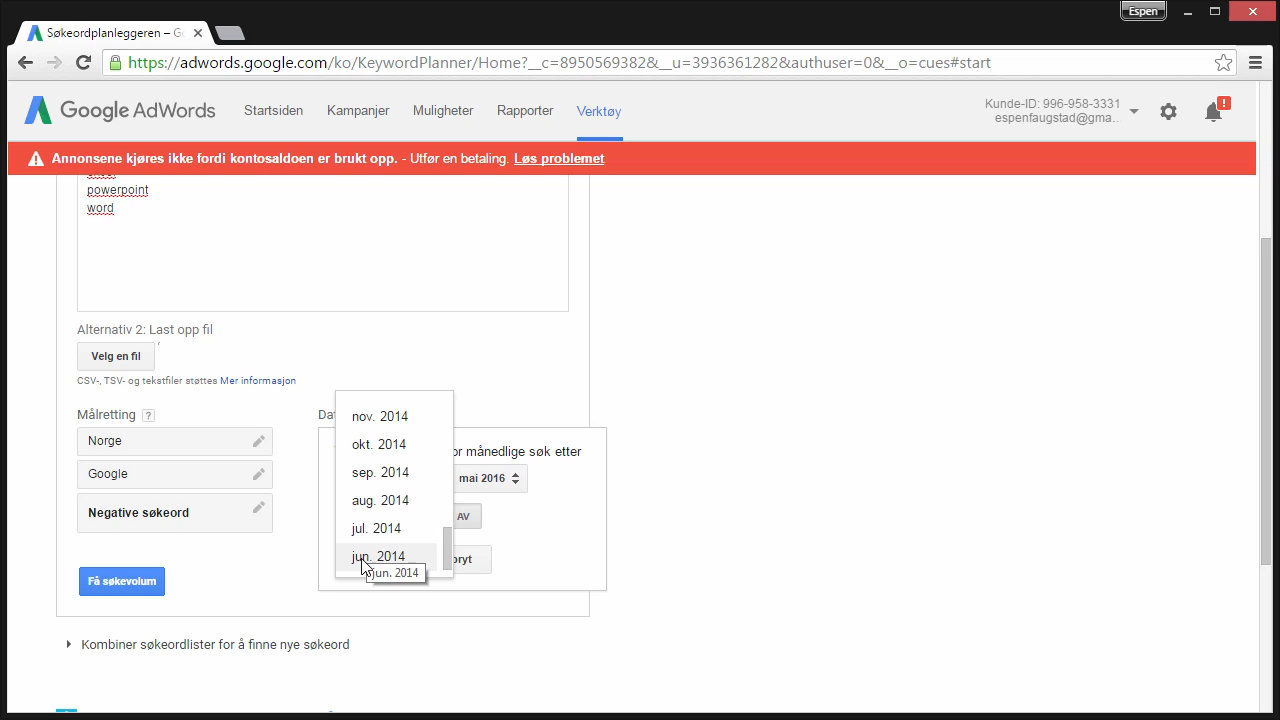 Espen
Søkeordplanleggeren – Go
https://adwords.google.com/ko/KeywordPlanner/Home?__c=8950569382&__u=3936361282&authuser=0&__o=cues#start
Google AdWords
Startsiden
Kampanjer
Muligheter
Rapporter
Verktøy
Kunde-ID: 996-958-3331
espenfaugstad@gma...
!
Annonsene kjøres ikke fordi kontosaldoen er brukt opp. - Utfør en betaling. Løs problemet
powerpoint
word
Alternativ 2: Last opp fil
Velg en fil
CSV-, TSV- og tekstfiler støttes Mer informasjon
Målretting ?
Norge
Google
Negative søkeord
Få søkevolum
Dat
or månedlige søk etter
mai 2016
AV
bryt
nov. 2014
okt. 2014
sep. 2014
aug. 2014
jul. 2014
jun. 2014
jun. 2014
Kombiner søkeordlister for å finne nye søkeord